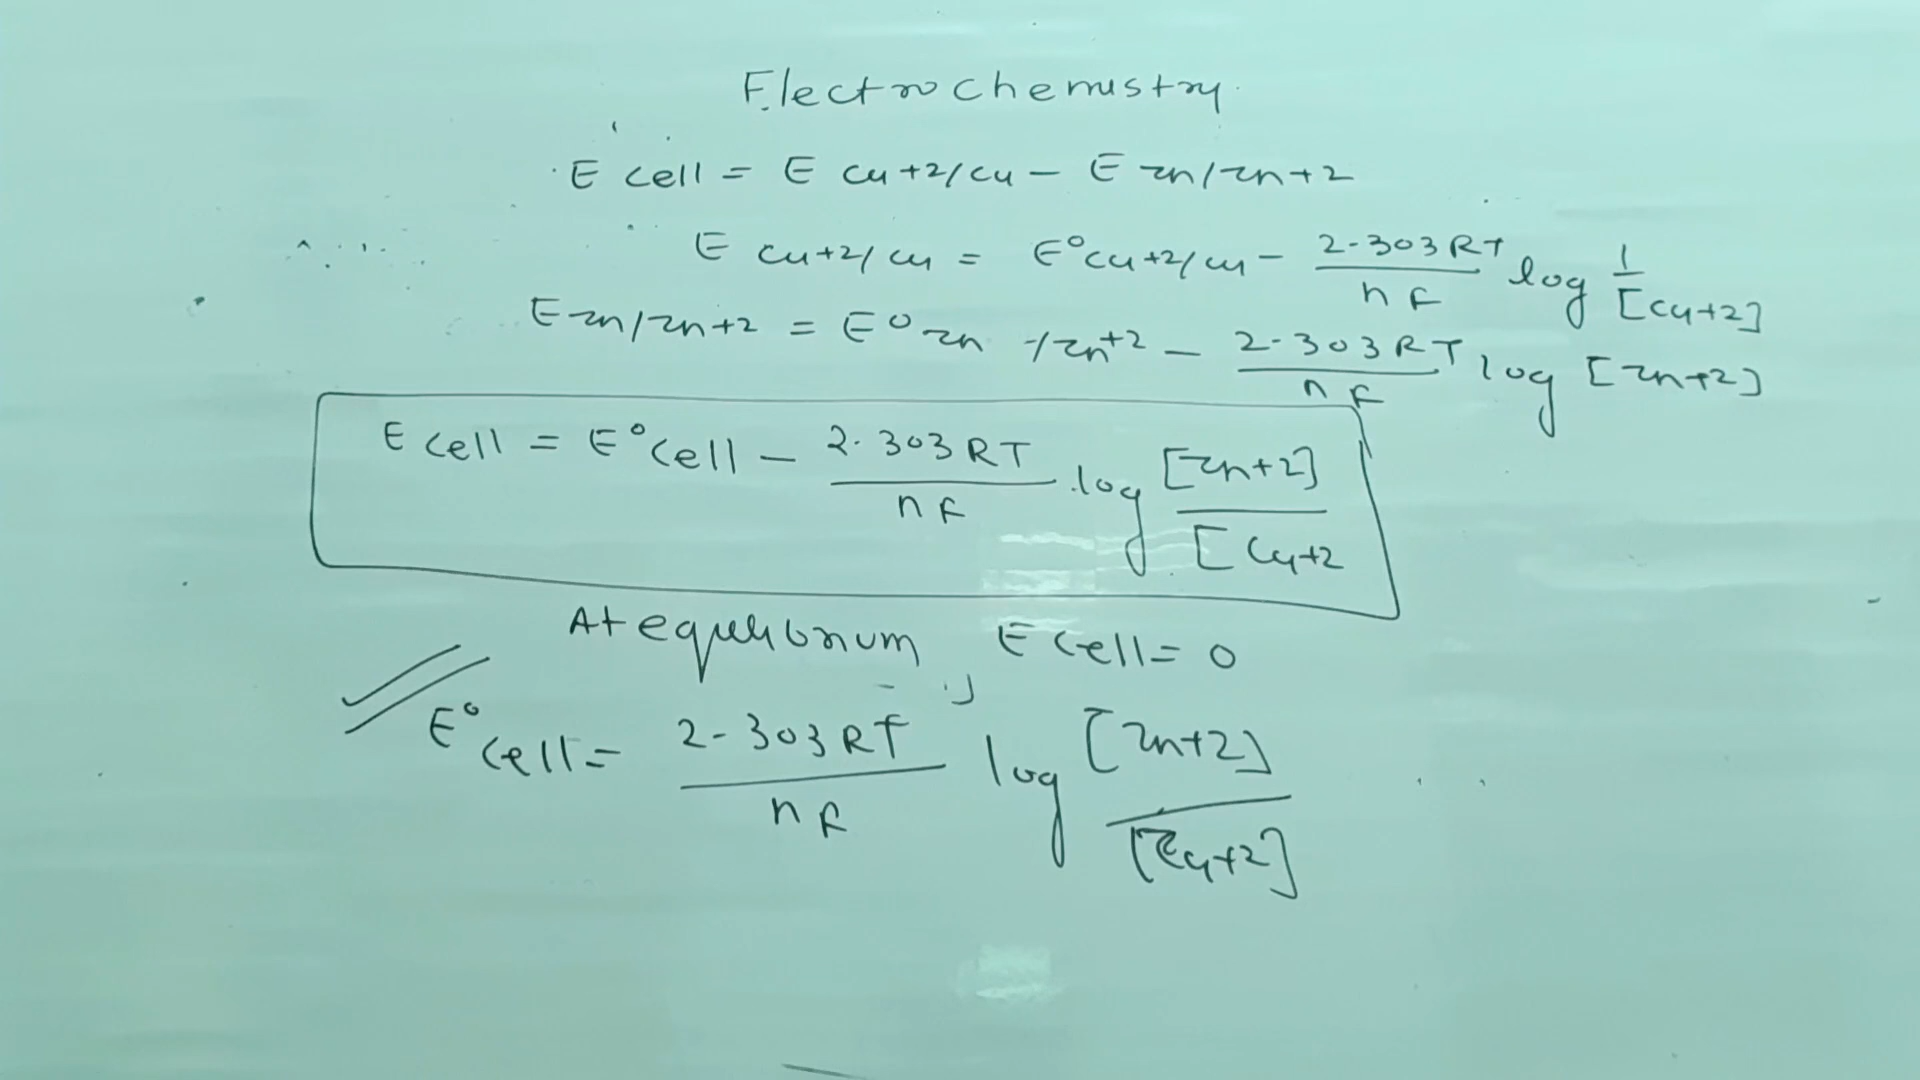 Electrochemistry
E cell = E Cu+2/Cu – E Zn/Zn+2
E Cu+2/Cu = E°Cu+2/Cu – 2.303RT/nF log 1/[Cu+2]
E Zn/Zn+2 = E° Zn/Zn+2 – 2.303RT/nF log [Zn+2]
E cell = E°cell – 2.303RT/nF log [Zn+2]/[Cu+2
At equilibrium, E cell = 0
E°cell = 2.303RT/nF log [Zn+2]/[Cu+2]